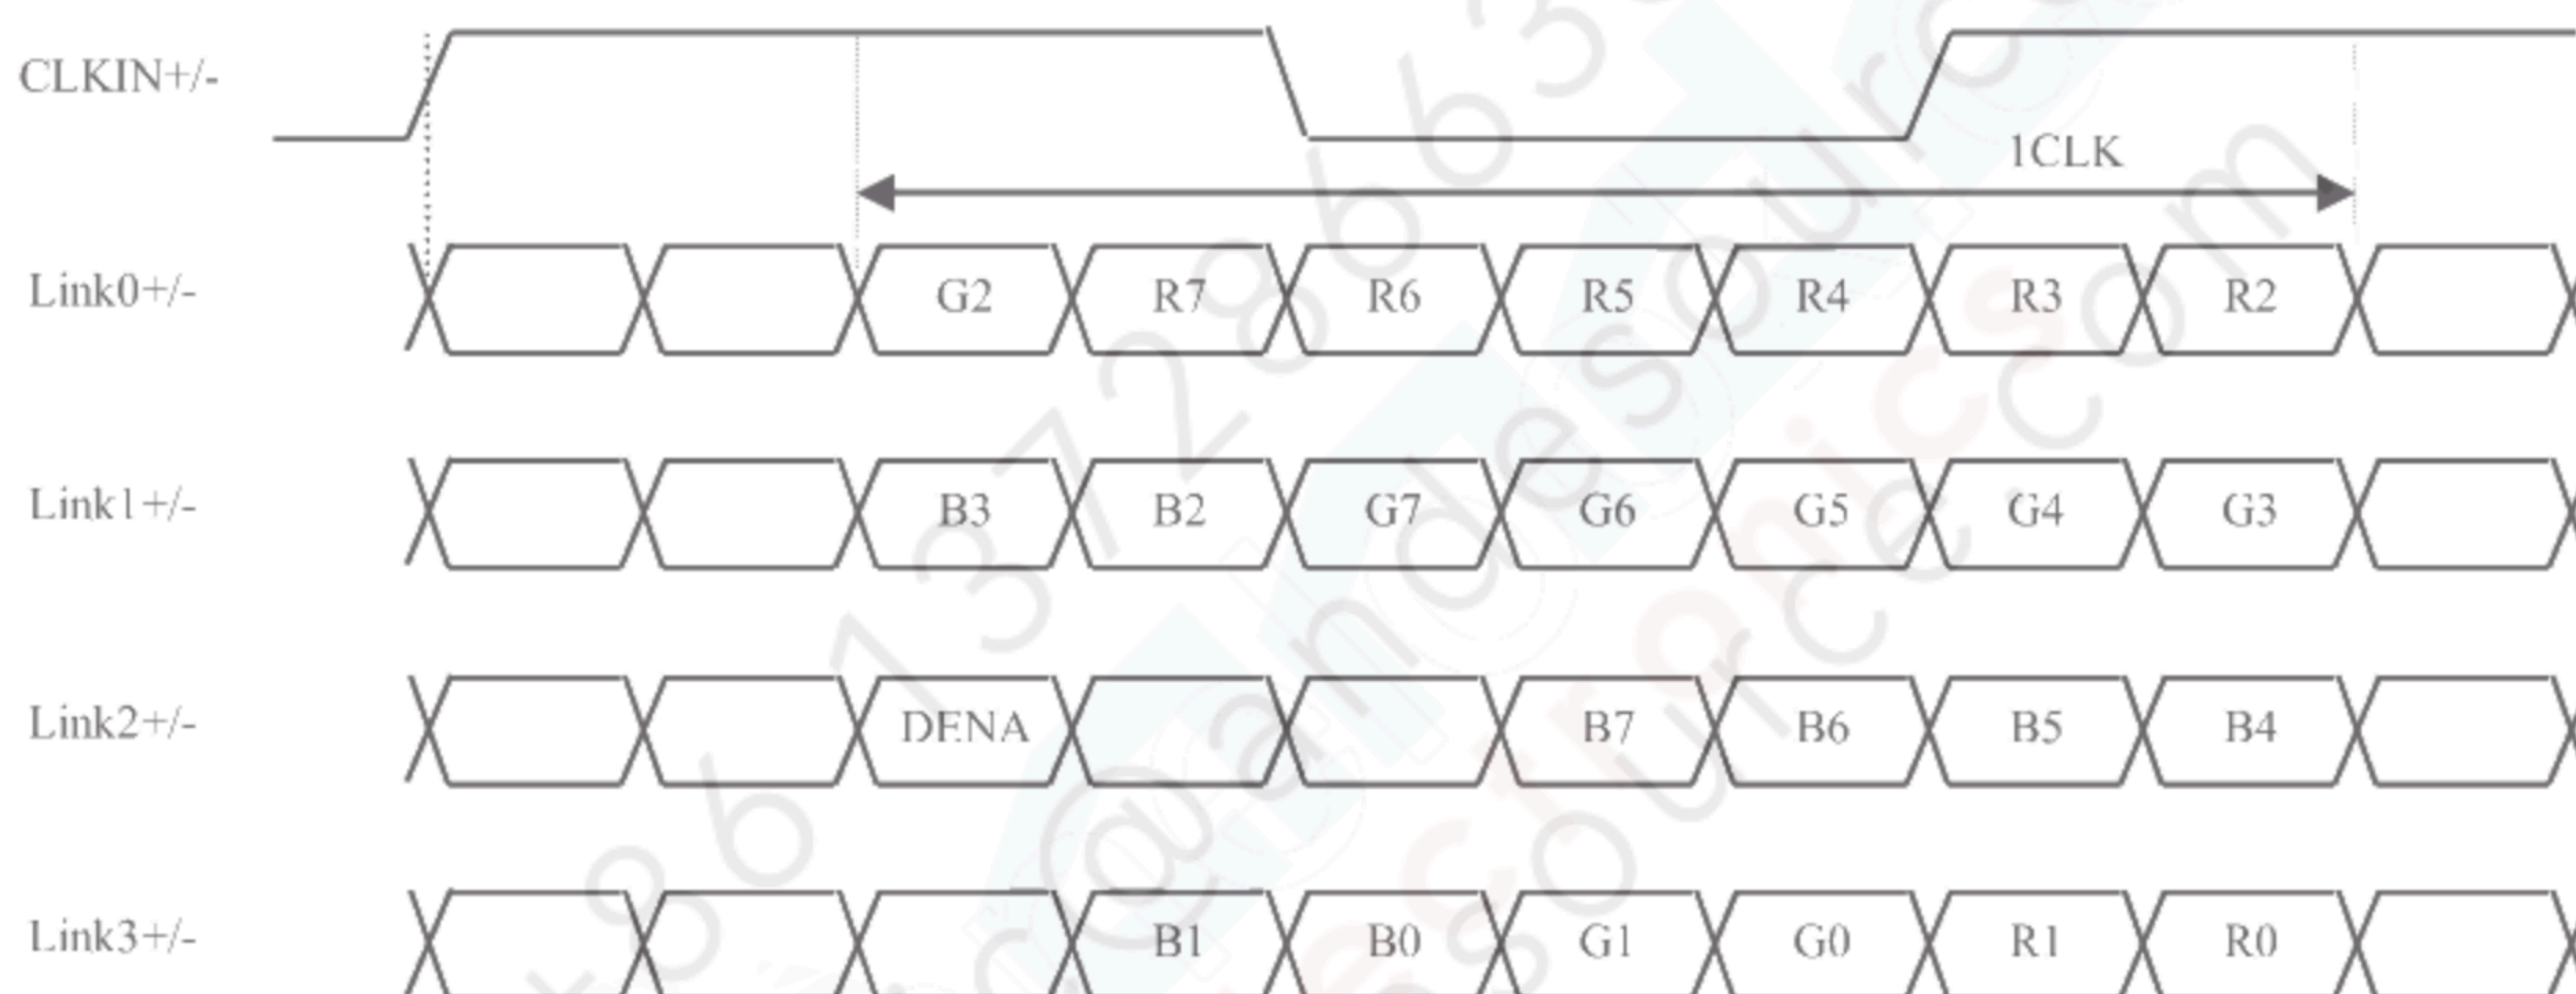 CLKIN+/-
1CLK
Link0+/- G2 R7 R6 R5 R4 R3 R2
Link1+/- B3 B2 G7 G6 G5 G4 G3
Link2+/- DENA B7 B6 B5 B4
Link3+/- B1 B0 G1 G0 R1 R0